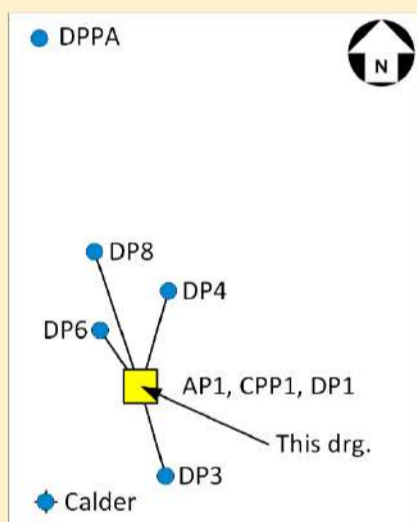 DPPA
N
DP8
DP4
DP6
AP1, CPP1, DP1
This drg.
DP3
Calder